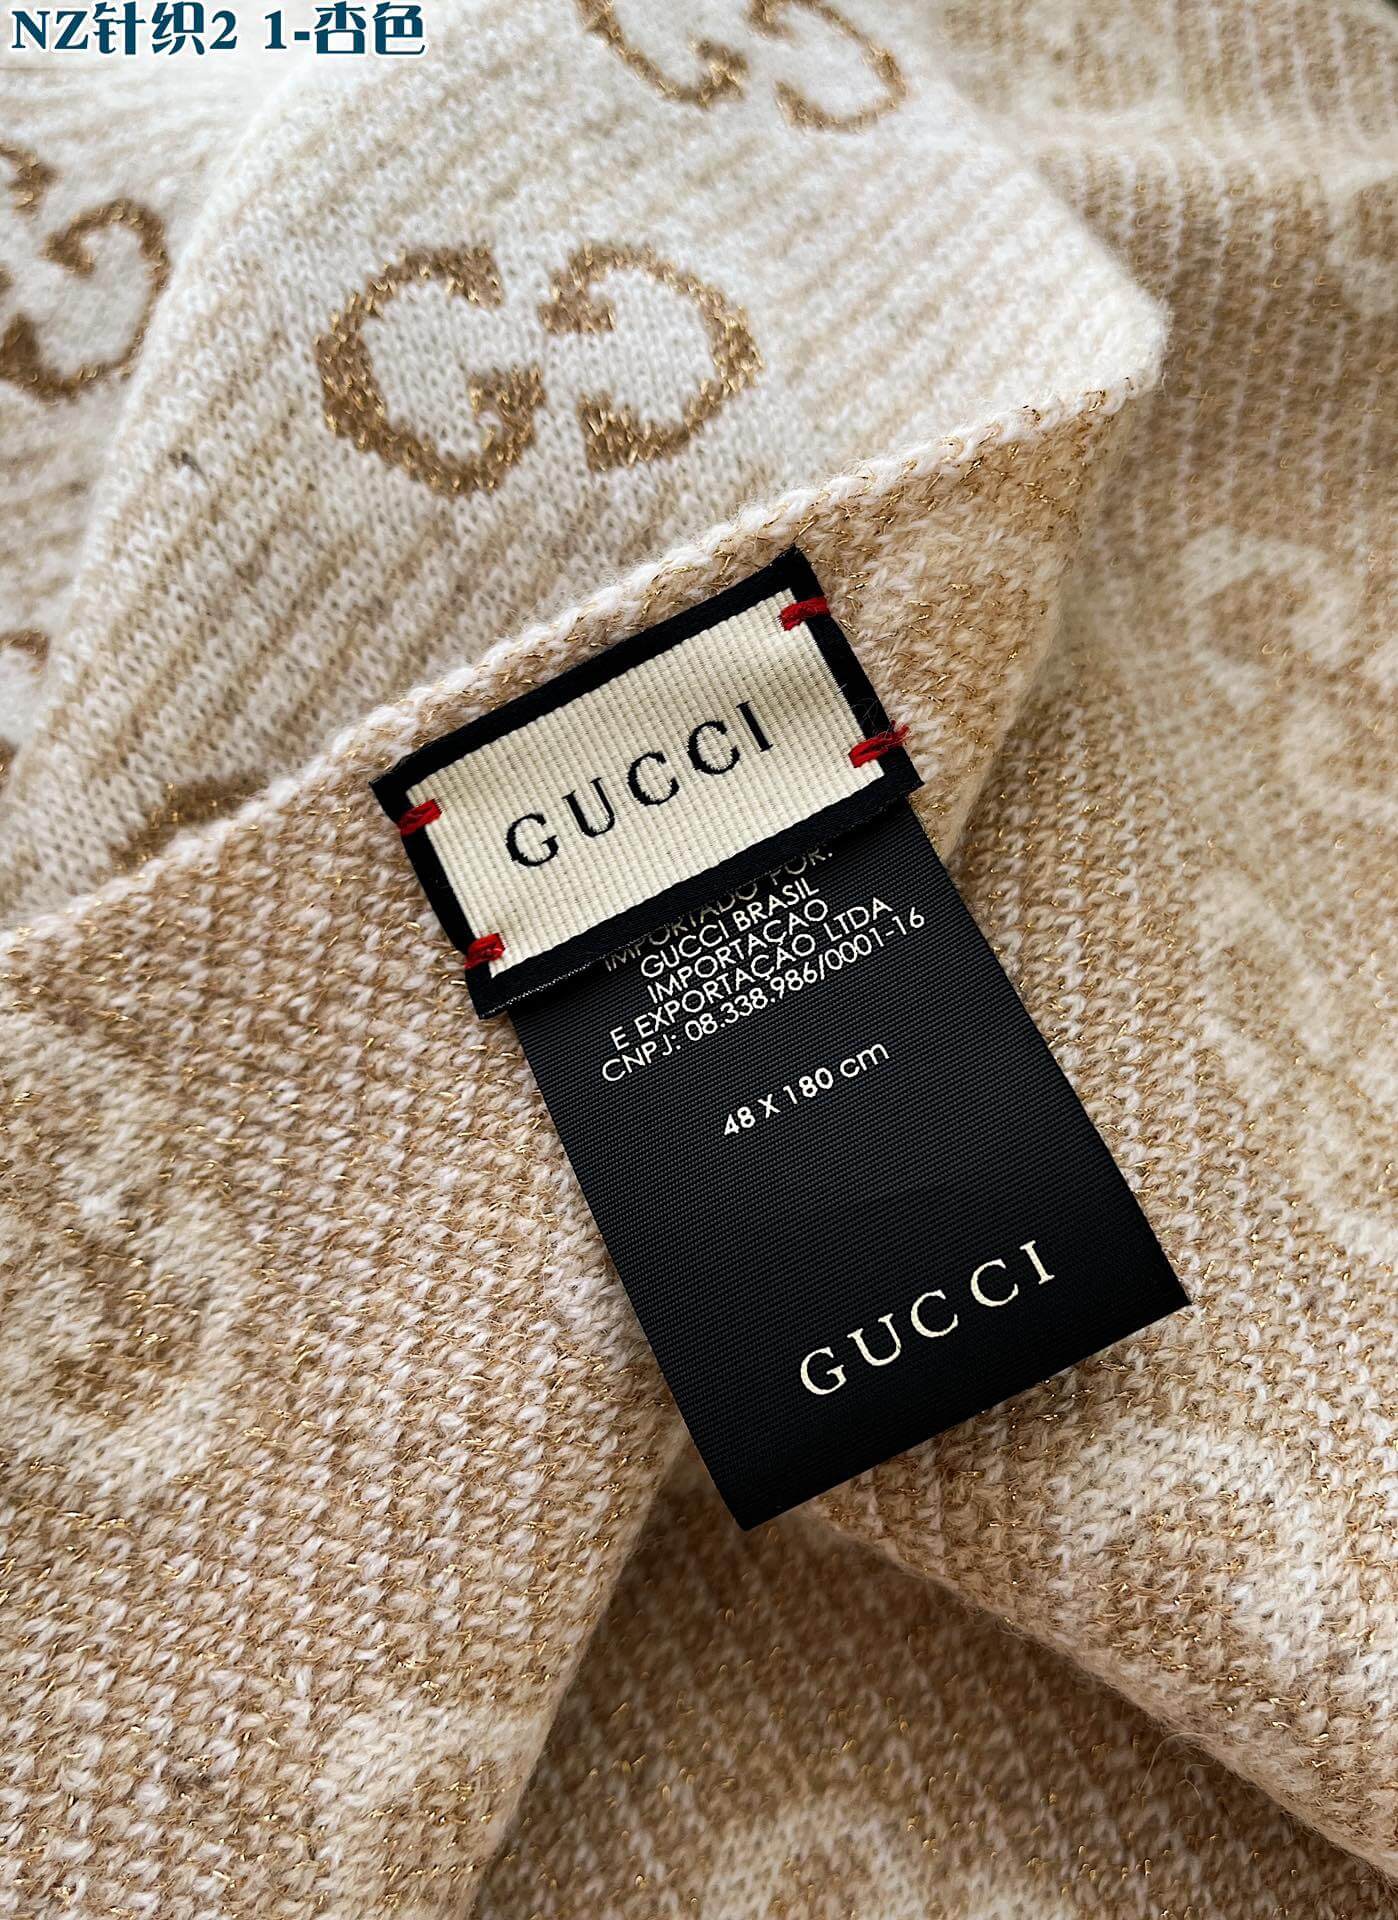 NZ针织2 1-杏色
GUCCI
IMPORTADO POR:
GUCCI BRASIL
IMPORTAÇAO
E EXPORTAÇÃO LTDA
CNPJ: 08.338.986/0001-16
48 X 180 cm
GUCCI